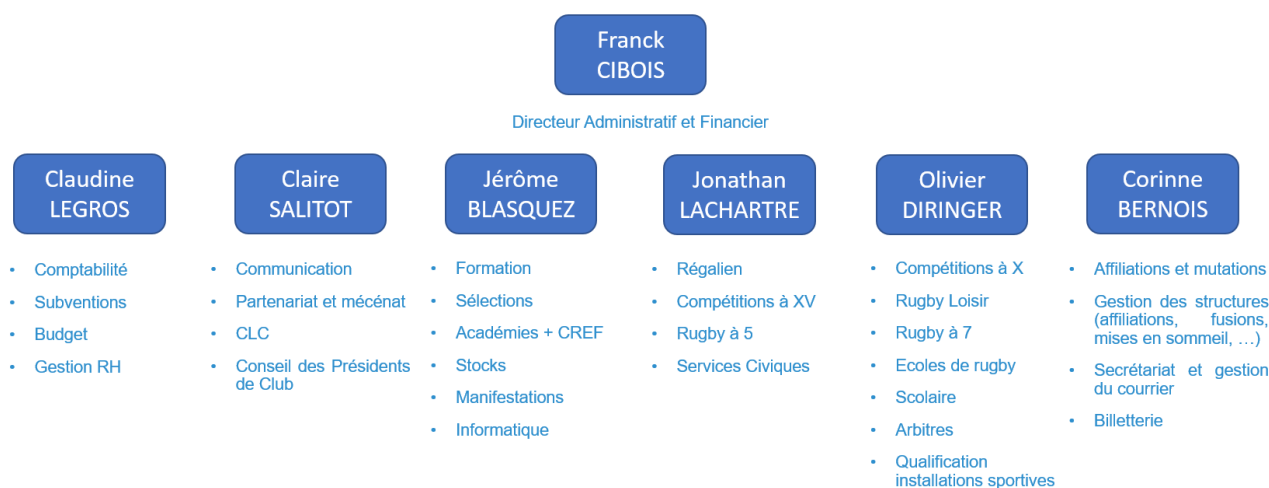 Franck
CIBOIS
Directeur Administratif et Financier
Claudine
LEGROS
• Comptabilité
• Subventions
• Budget
• Gestion RH
Claire
SALITOT
• Communication
• Partenariat et mécénat
• CLC
• Conseil des Présidents
de Club
Jérôme
BLASQUEZ
• Formation
• Sélections
• Académies + CREF
• Stocks
• Manifestations
• Informatique
Jonathan
LACHARTRE
• Régalien
• Compétitions à XV
• Rugby à 5
• Services Civiques
Olivier
DIRINGER
• Compétitions à X
• Rugby Loisir
• Rugby à 7
• Ecoles de rugby
• Scolaire
• Arbitres
• Qualification
installations sportives
Corinne
BERNOIS
• Affiliations et mutations
• Gestion des structures
(affiliations, fusions,
mises en sommeil, …)
• Secrétariat et gestion
du courrier
• Billetterie